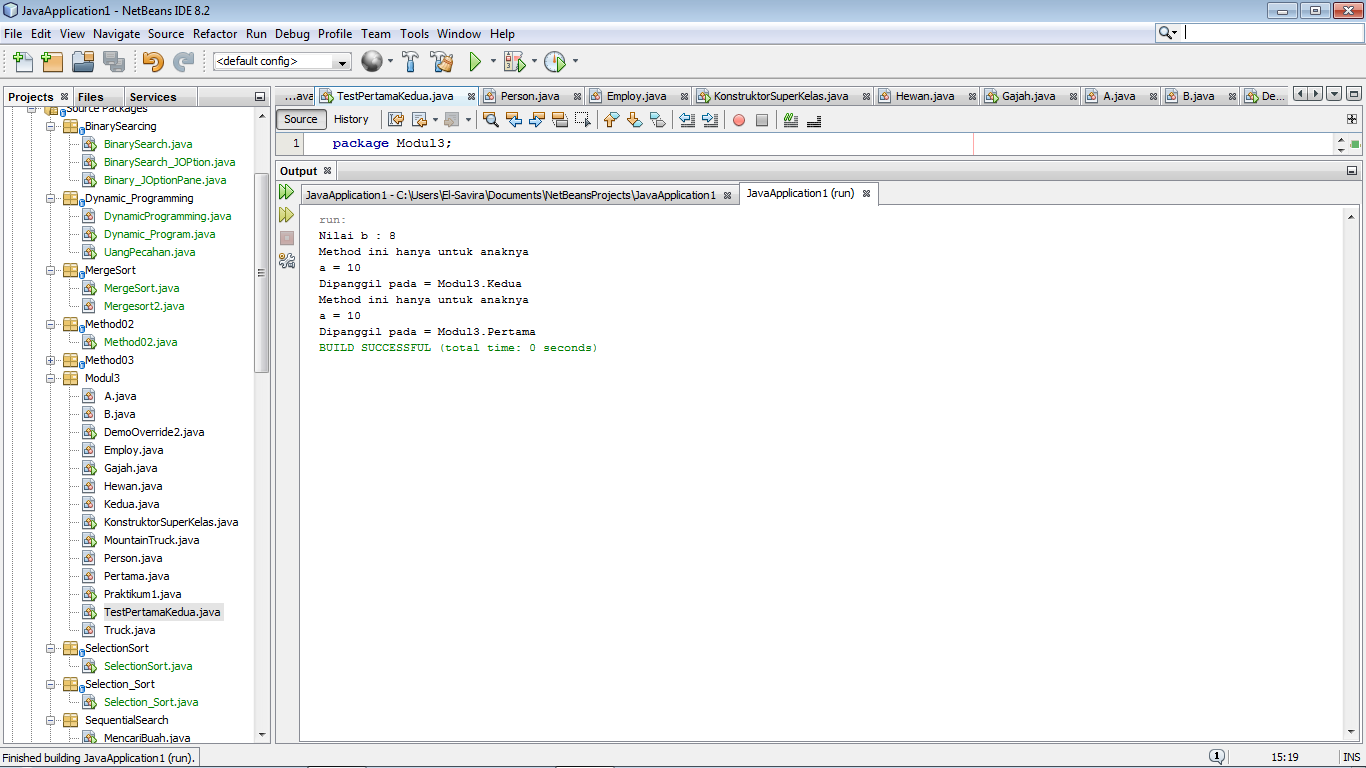 JavaApplication1 - NetBeans IDE 8.2
File Edit View Navigate Source Refactor Run Debug Profile Team Tools Window Help
<default config>
Projects Files Services
Source Packages
BinarySearcing
BinarySearch.java
BinarySearch_JOPtion.java
Binary_JOptionPane.java
Dynamic_Programming
DynamicProgramming.java
Dynamic_Program.java
UangPecahan.java
MergeSort
MergeSort.java
Mergesort2.java
Method02
Method02.java
Method03
Modul3
A.java
B.java
DemoOverride2.java
Employ.java
Gajah.java
Hewan.java
Kedua.java
KonstruktorSuperKelas.java
MountainTruck.java
Person.java
Pertama.java
Praktikum1.java
TestPertamaKedua.java
Truck.java
SelectionSort
SelectionSort.java
Selection_Sort
Selection_Sort.java
SequentialSearch
MencariBuah.java
...ava TestPertamaKedua.java Person.java Employ.java KonstruktorSuperKelas.java Hewan.java Gajah.java A.java B.java De...
Source History
1 package Modul3;
Output
JavaApplication1 - C:\Users\El-Savira\Documents\NetBeansProjects\JavaApplication1 JavaApplication1 (run)
run:
Nilai b : 8
Method ini hanya untuk anaknya
a = 10
Dipanggil pada = Modul3.Kedua
Method ini hanya untuk anaknya
a = 10
Dipanggil pada = Modul3.Pertama
BUILD SUCCESSFUL (total time: 0 seconds)
Finished building JavaApplication1 (run). 1 15:19 INS